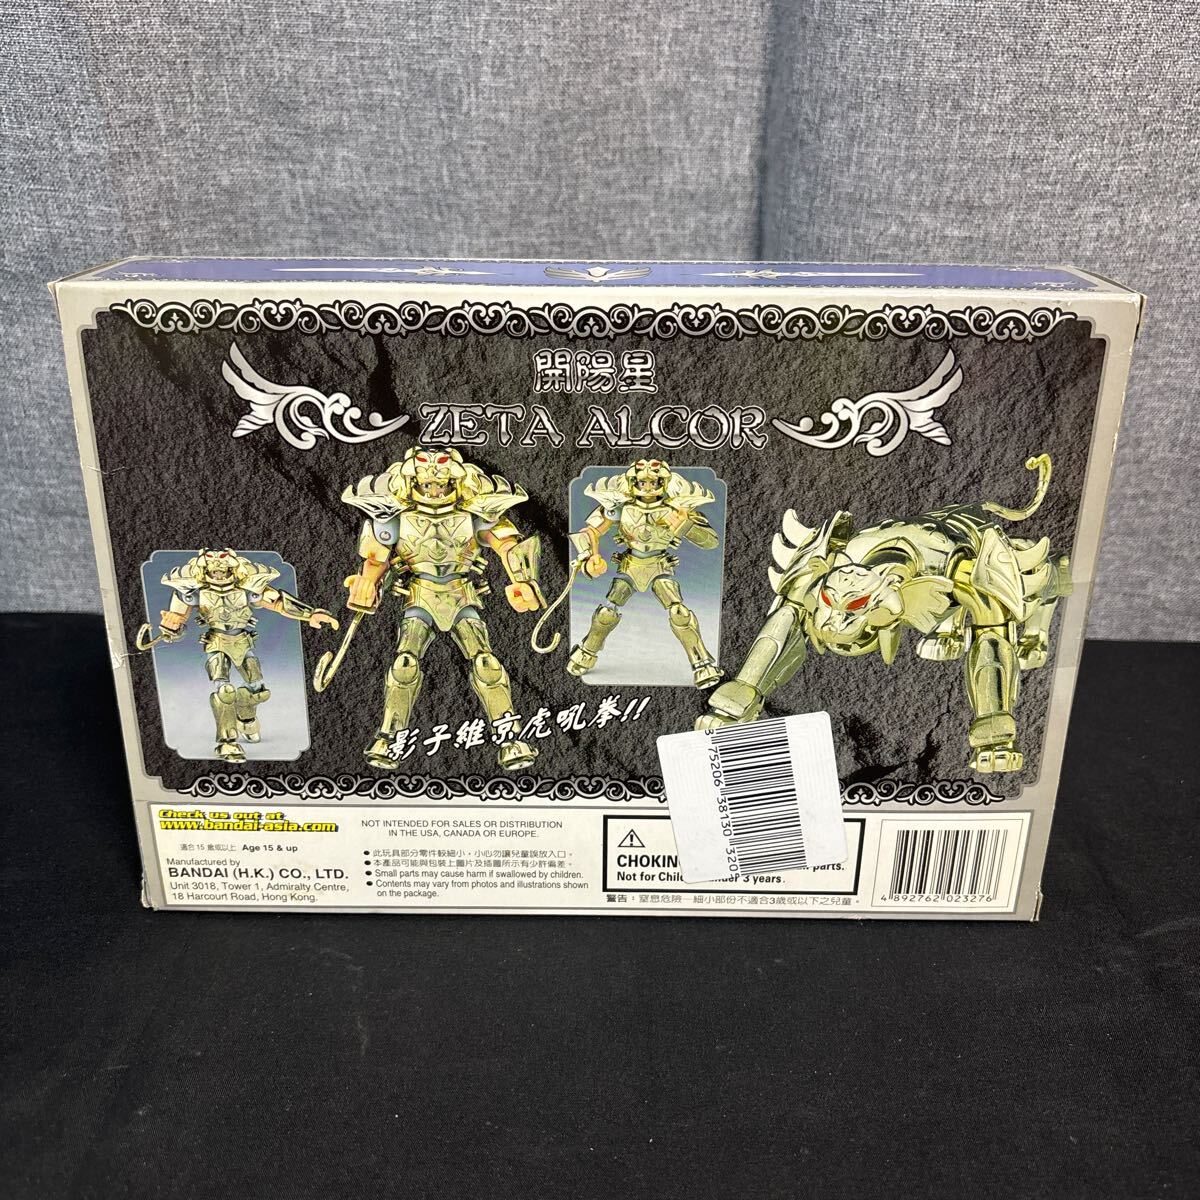 開陽星
ZETA ALCOR
影子維京虎吼拳!!
Check us out at
www.bandai-asia.com
適合 15 歲或以上 Age 15 & up
Manufactured by
BANDAI (H.K.) CO., LTD.
Unit 3018, Tower 1, Admiralty Centre,
18 Harcourt Road, Hong Kong.
NOT INTENDED FOR SALES OR DISTRIBUTION
IN THE USA, CANADA OR EUROPE.
● 此玩具部分零件較細小，小心勿讓兒童誤放入口。
● 本產品可能與包裝上圖片及插圖所示有少許偏差。
● Small parts may cause harm if swallowed by children.
● Contents may vary from photos and illustrations shown
on the package.
CHOKIN parts.
Not for Chil under 3 years.
警告：窒息危險－細小部份不適合3歲或以下之兒童。
3 75206 38130 320
4 892762 023276